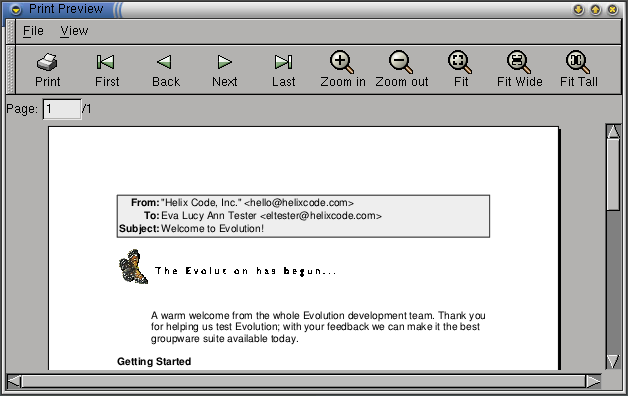 Print Preview
File View
Print First Back Next Last Zoom in Zoom out Fit Fit Wide Fit Tall
Page: 1 /1
From: "Helix Code, Inc." <hello@helixcode.com>
To: Eva Lucy Ann Tester <eltester@helixcode.com>
Subject: Welcome to Evolution!
The Evolut on has begun...
A warm welcome from the whole Evolution development team. Thank you
for helping us test Evolution; with your feedback we can make it the best
groupware suite available today.
Getting Started